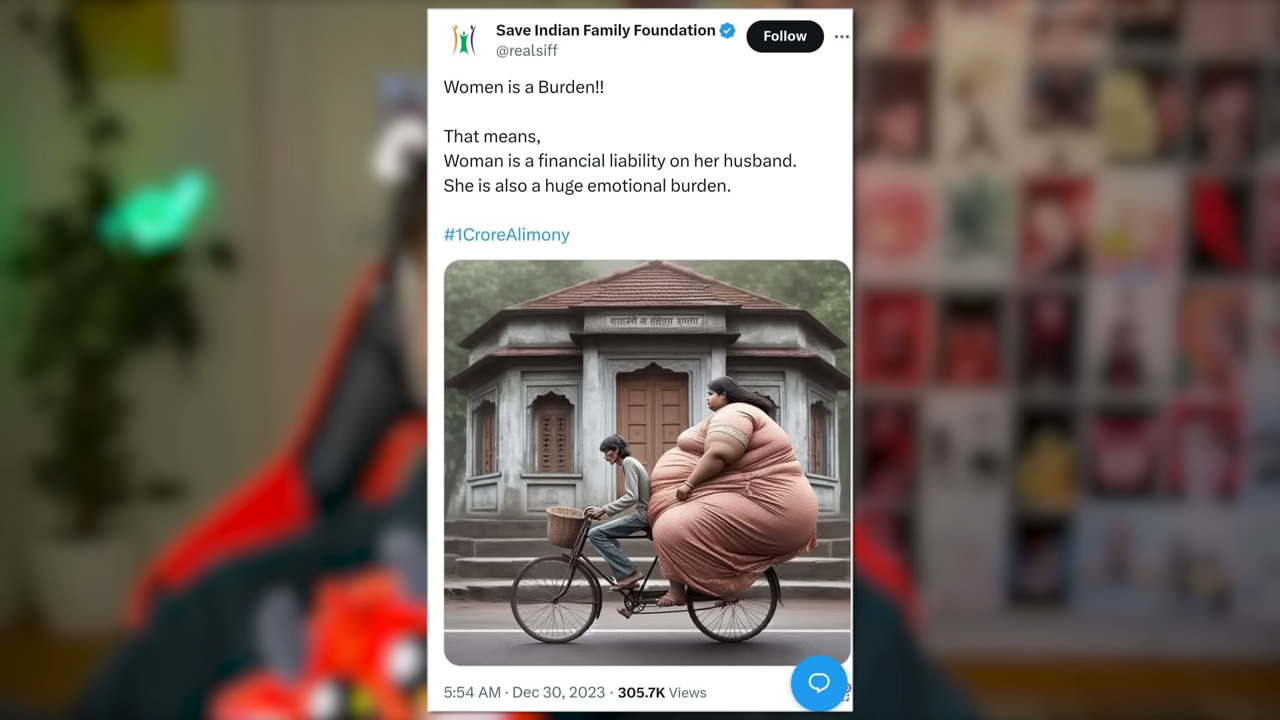 Save Indian Family Foundation
Follow
@realsiff
Women is a Burden!!
That means,
Woman is a financial liability on her husband.
She is also a huge emotional burden.
#1CroreAlimony
5:54 AM · Dec 30, 2023 · 305.7K Views